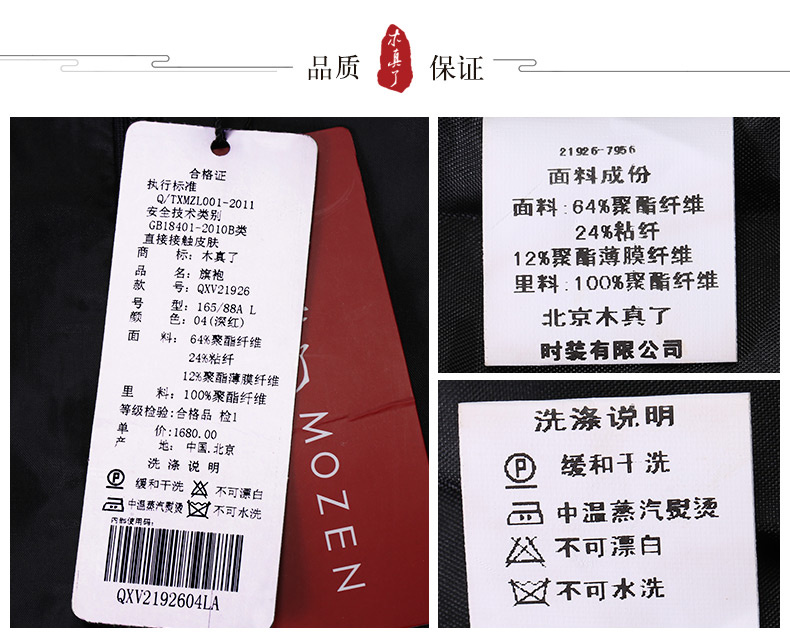 品质 木真了 保证
合格证
执行标准
Q/TXMZL001-2011
安全技术类别
GB18401-2010B类
直接接触皮肤
商 标: 木真了
品 名: 旗袍
款 号: QXV21926
号 型: 165/88A L
颜 色: 04(深红)
面 料: 64%聚酯纤维
24%粘纤
12%聚酯薄膜纤维
里 料: 100%聚酯纤维
等级检验:合格品 检1
单 价:1680.00
产 地: 中国.北京
洗 涤 说 明
缓和干洗 不可漂白
中温蒸汽熨烫 不可水洗
内部使用码:
QXV2192604LA
MOZEN
21926-7956
面料成份
面料:64%聚酯纤维
24%粘纤
12%聚酯薄膜纤维
里料:100%聚酯纤维
北京木真了
时装有限公司
洗涤说明
缓和干洗
中温蒸汽熨烫
不可漂白
不可水洗